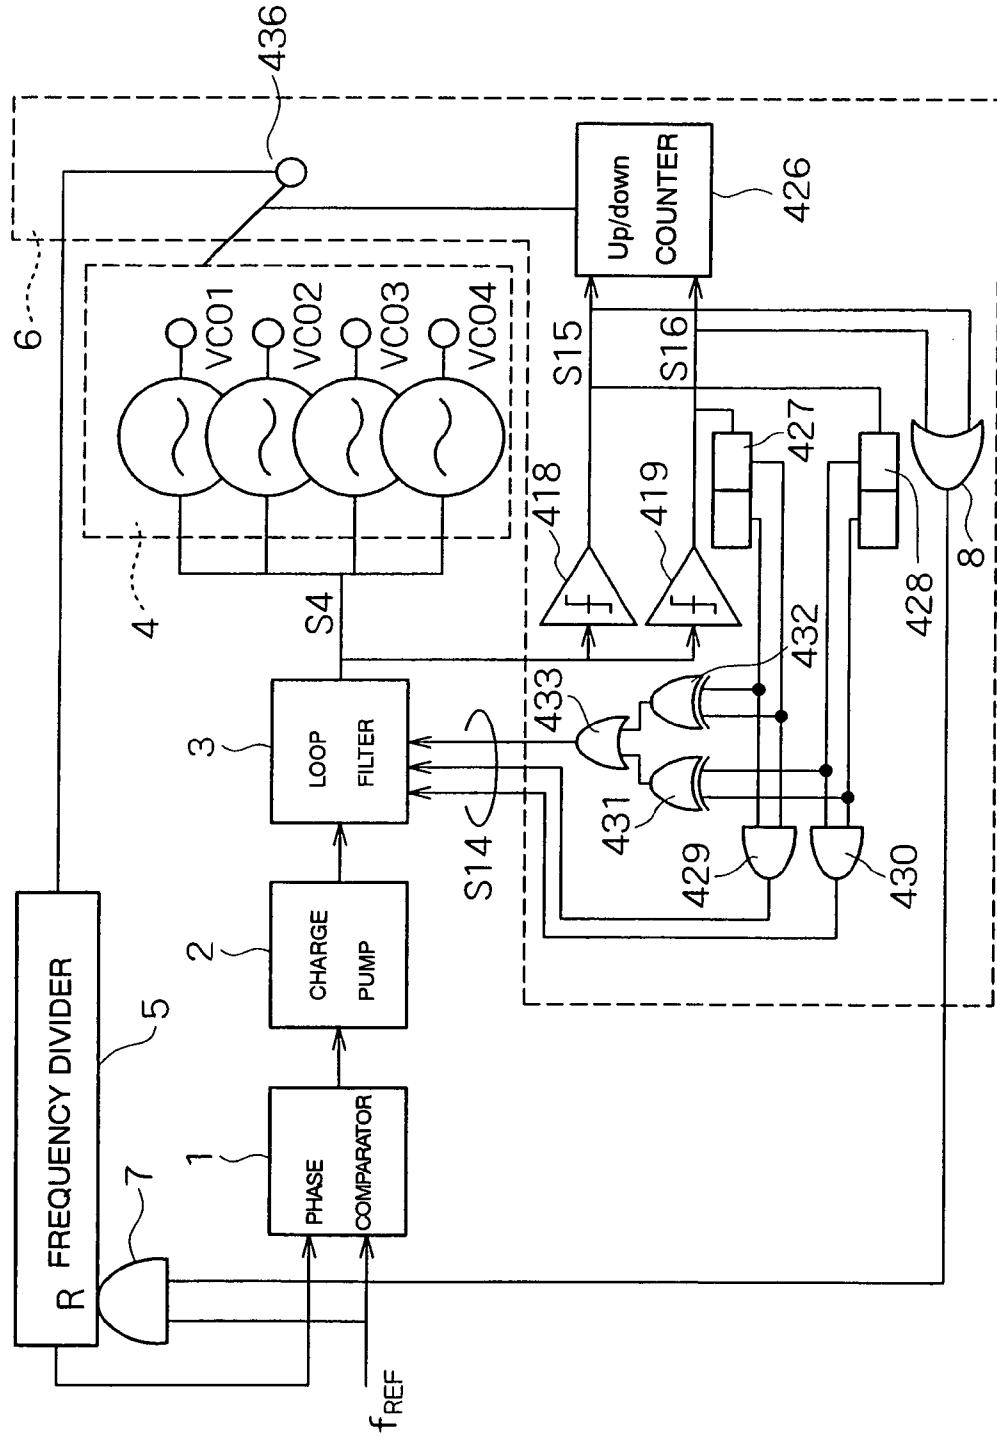 R FREQUENCY DIVIDER
5
7
f REF
1
PHASE
COMPARATOR
2
CHARGE
PUMP
3
LOOP
FILTER
S14
S4
4
VCO1
VCO2
VCO3
VCO4
6
436
Up/down
COUNTER
426
S15
S16
418
419
427
428
8
433
432
431
429
430